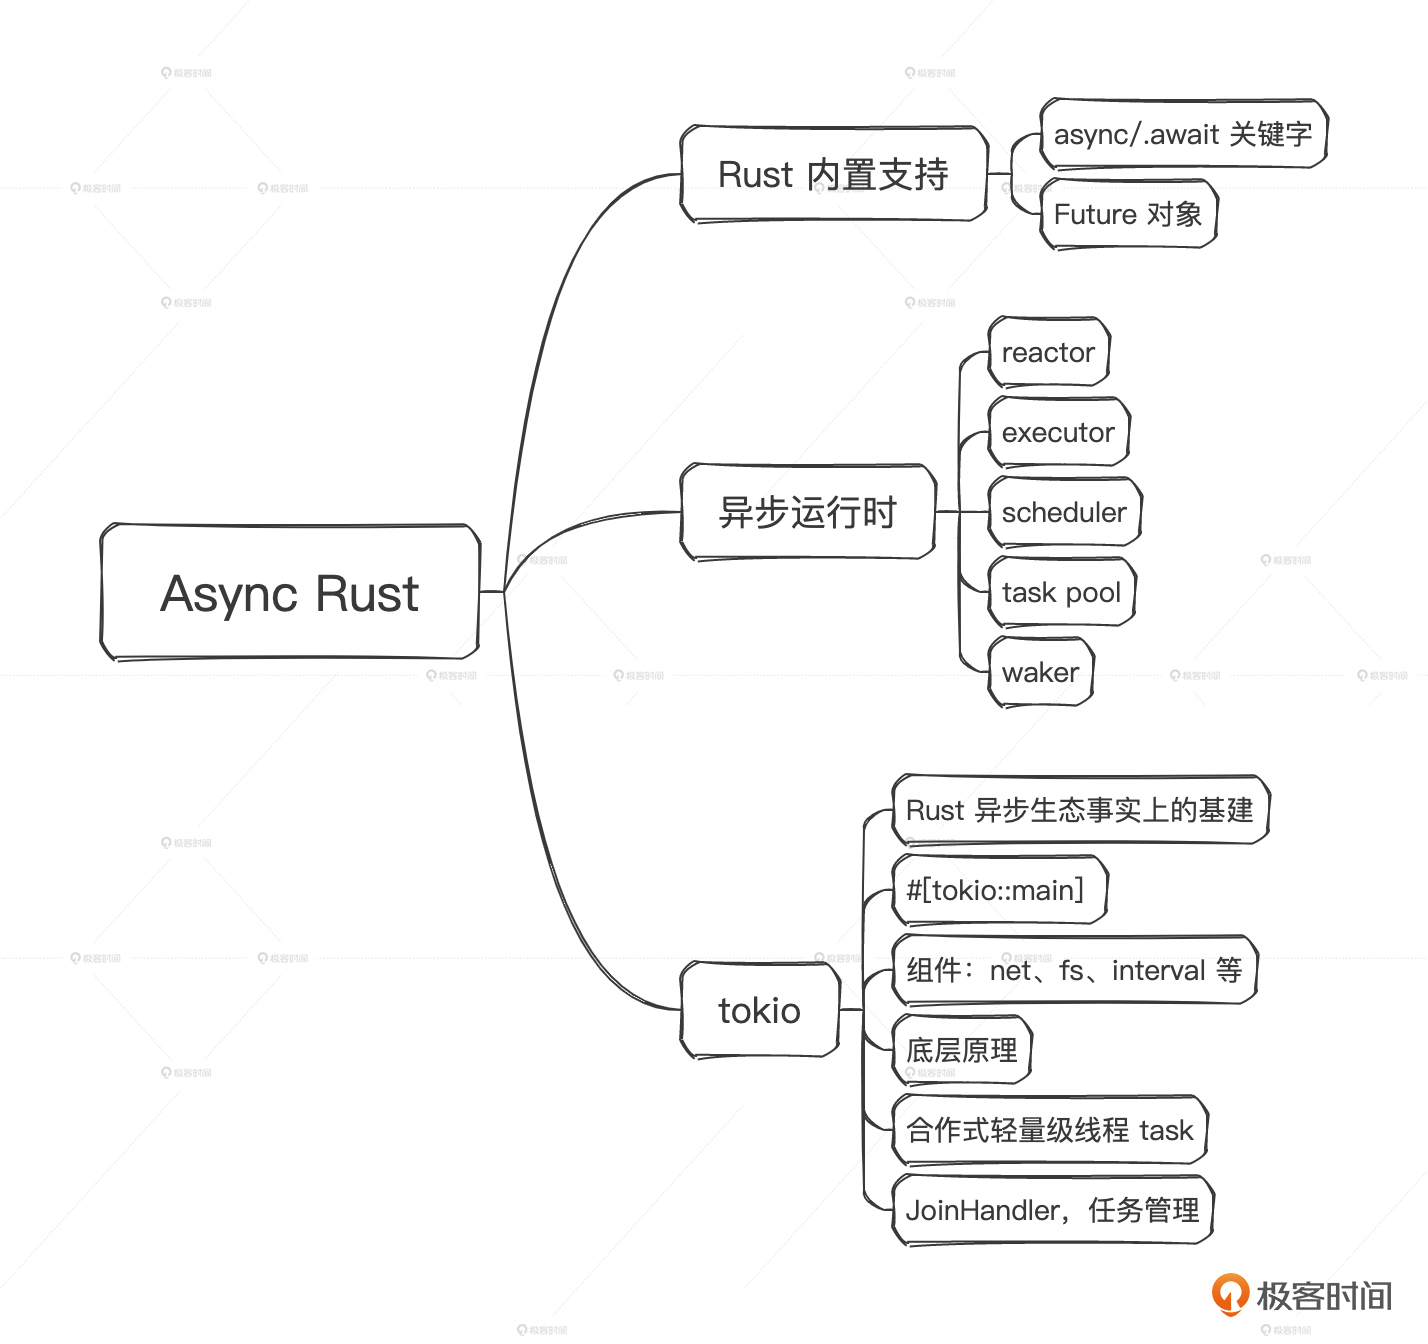 Async Rust
Rust 内置支持
async/.await 关键字
Future 对象
异步运行时
reactor
executor
scheduler
task pool
waker
tokio
Rust 异步生态事实上的基建
#[tokio::main]
组件：net、fs、interval 等
底层原理
合作式轻量级线程 task
JoinHandler，任务管理
极客时间